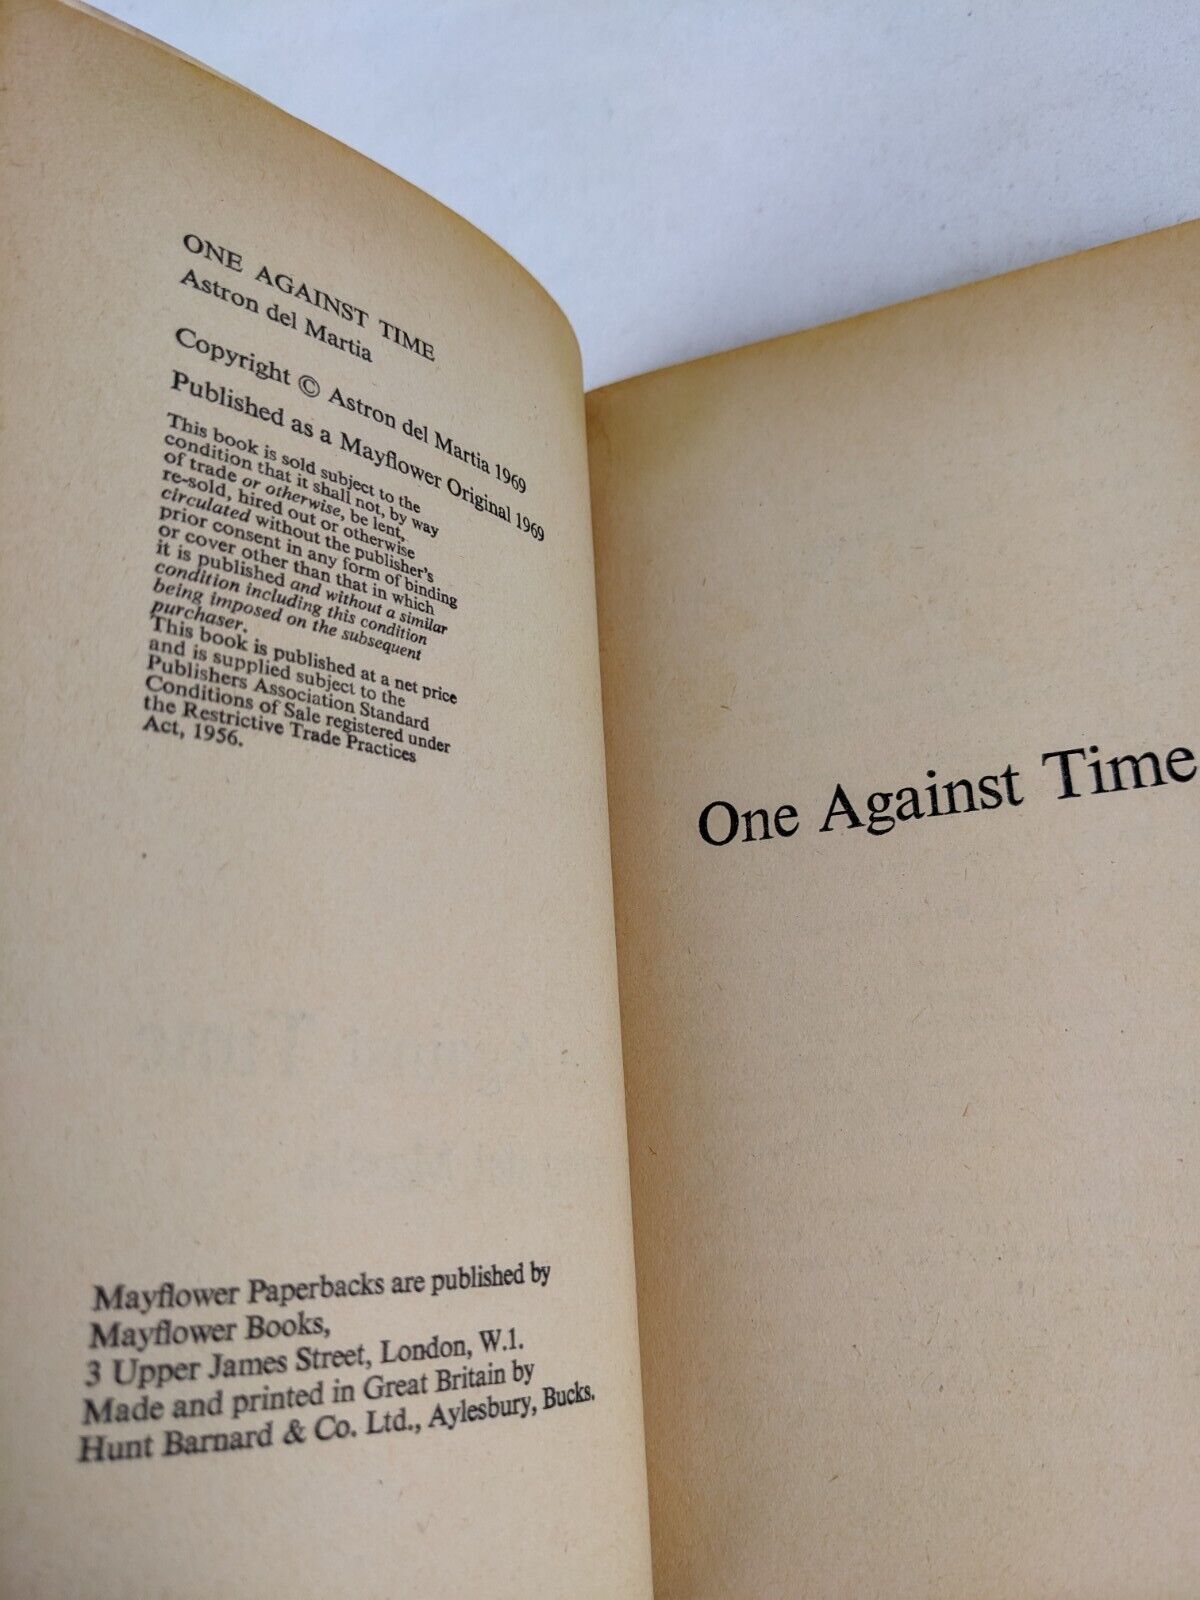 ONE AGAINST TIME
Astron del Martia
Copyright © Astron del Martia 1969
Published as a Mayflower Original 1969
This book is sold subject to the
condition that it shall not, by way
of trade or otherwise, be lent,
re-sold, hired out or otherwise
circulated without the publisher's
prior consent in any form of binding
or cover other than that in which
it is published and without a similar
condition including this condition
being imposed on the subsequent
purchaser.
This book is published at a net price
and is supplied subject to the
Publishers Association Standard
Conditions of Sale registered under
the Restrictive Trade Practices
Act, 1956.
Mayflower Paperbacks are published by
Mayflower Books,
3 Upper James Street, London, W.1.
Made and printed in Great Britain by
Hunt Barnard & Co. Ltd., Aylesbury, Bucks.
One Against Time